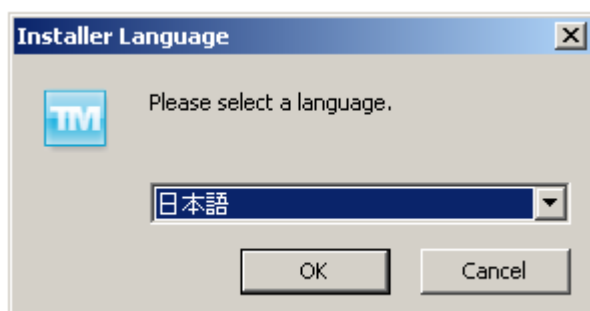 Installer Language
TM
Please select a language.
日本語
OK
Cancel